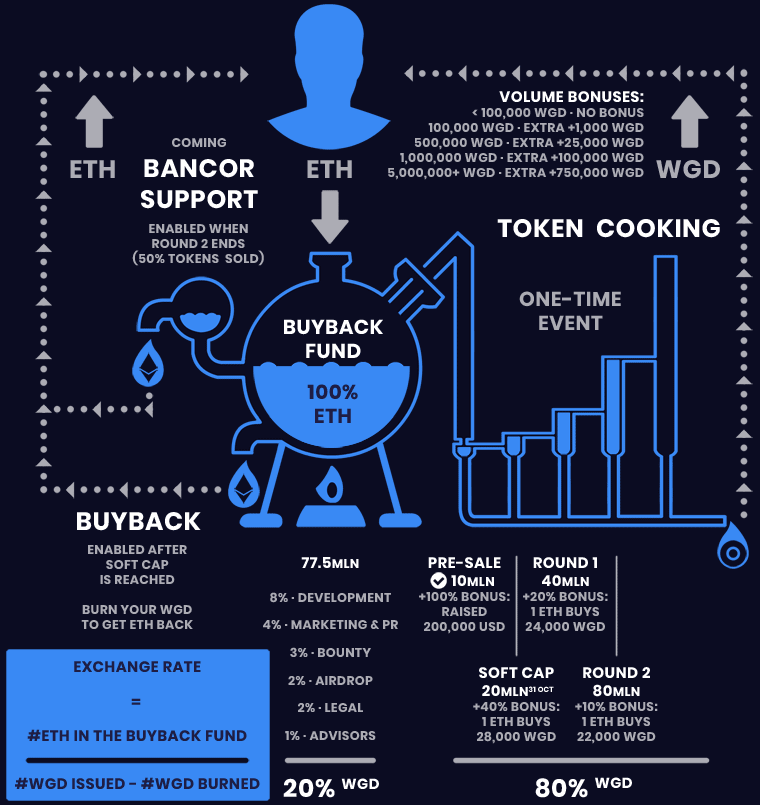 VOLUME BONUSES:
< 100,000 WGD · NO BONUS
100,000 WGD · EXTRA +1,000 WGD
500,000 WGD · EXTRA +25,000 WGD
1,000,000 WGD · EXTRA +100,000 WGD
5,000,000+ WGD · EXTRA +750,000 WGD
ETH
COMING
BANCOR
SUPPORT
ENABLED WHEN
ROUND 2 ENDS
(50% TOKENS SOLD)
ETH
WGD
TOKEN COOKING
ONE-TIME
EVENT
BUYBACK
FUND
100%
ETH
BUYBACK
ENABLED AFTER
SOFT CAP
IS REACHED
BURN YOUR WGD
TO GET ETH BACK
EXCHANGE RATE
=
#ETH IN THE BUYBACK FUND
#WGD ISSUED - #WGD BURNED
77.5MLN
8% · DEVELOPMENT
4% · MARKETING & PR
3% · BOUNTY
2% · AIRDROP
2% · LEGAL
1% · ADVISORS
20% WGD
PRE-SALE
10MLN
+100% BONUS:
RAISED
200,000 USD
ROUND 1
40MLN
+20% BONUS:
1 ETH BUYS
24,000 WGD
SOFT CAP
20MLN31 OCT
+40% BONUS:
1 ETH BUYS
28,000 WGD
ROUND 2
80MLN
+10% BONUS:
1 ETH BUYS
22,000 WGD
80% WGD